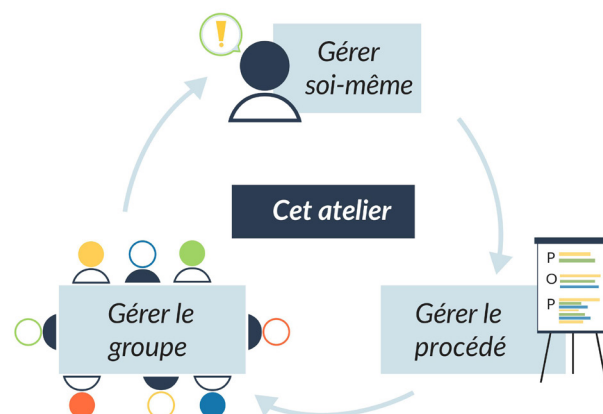 !
Gérer
soi-même
Cet atelier
Gérer le
groupe
Gérer le
procédé
P
O
P